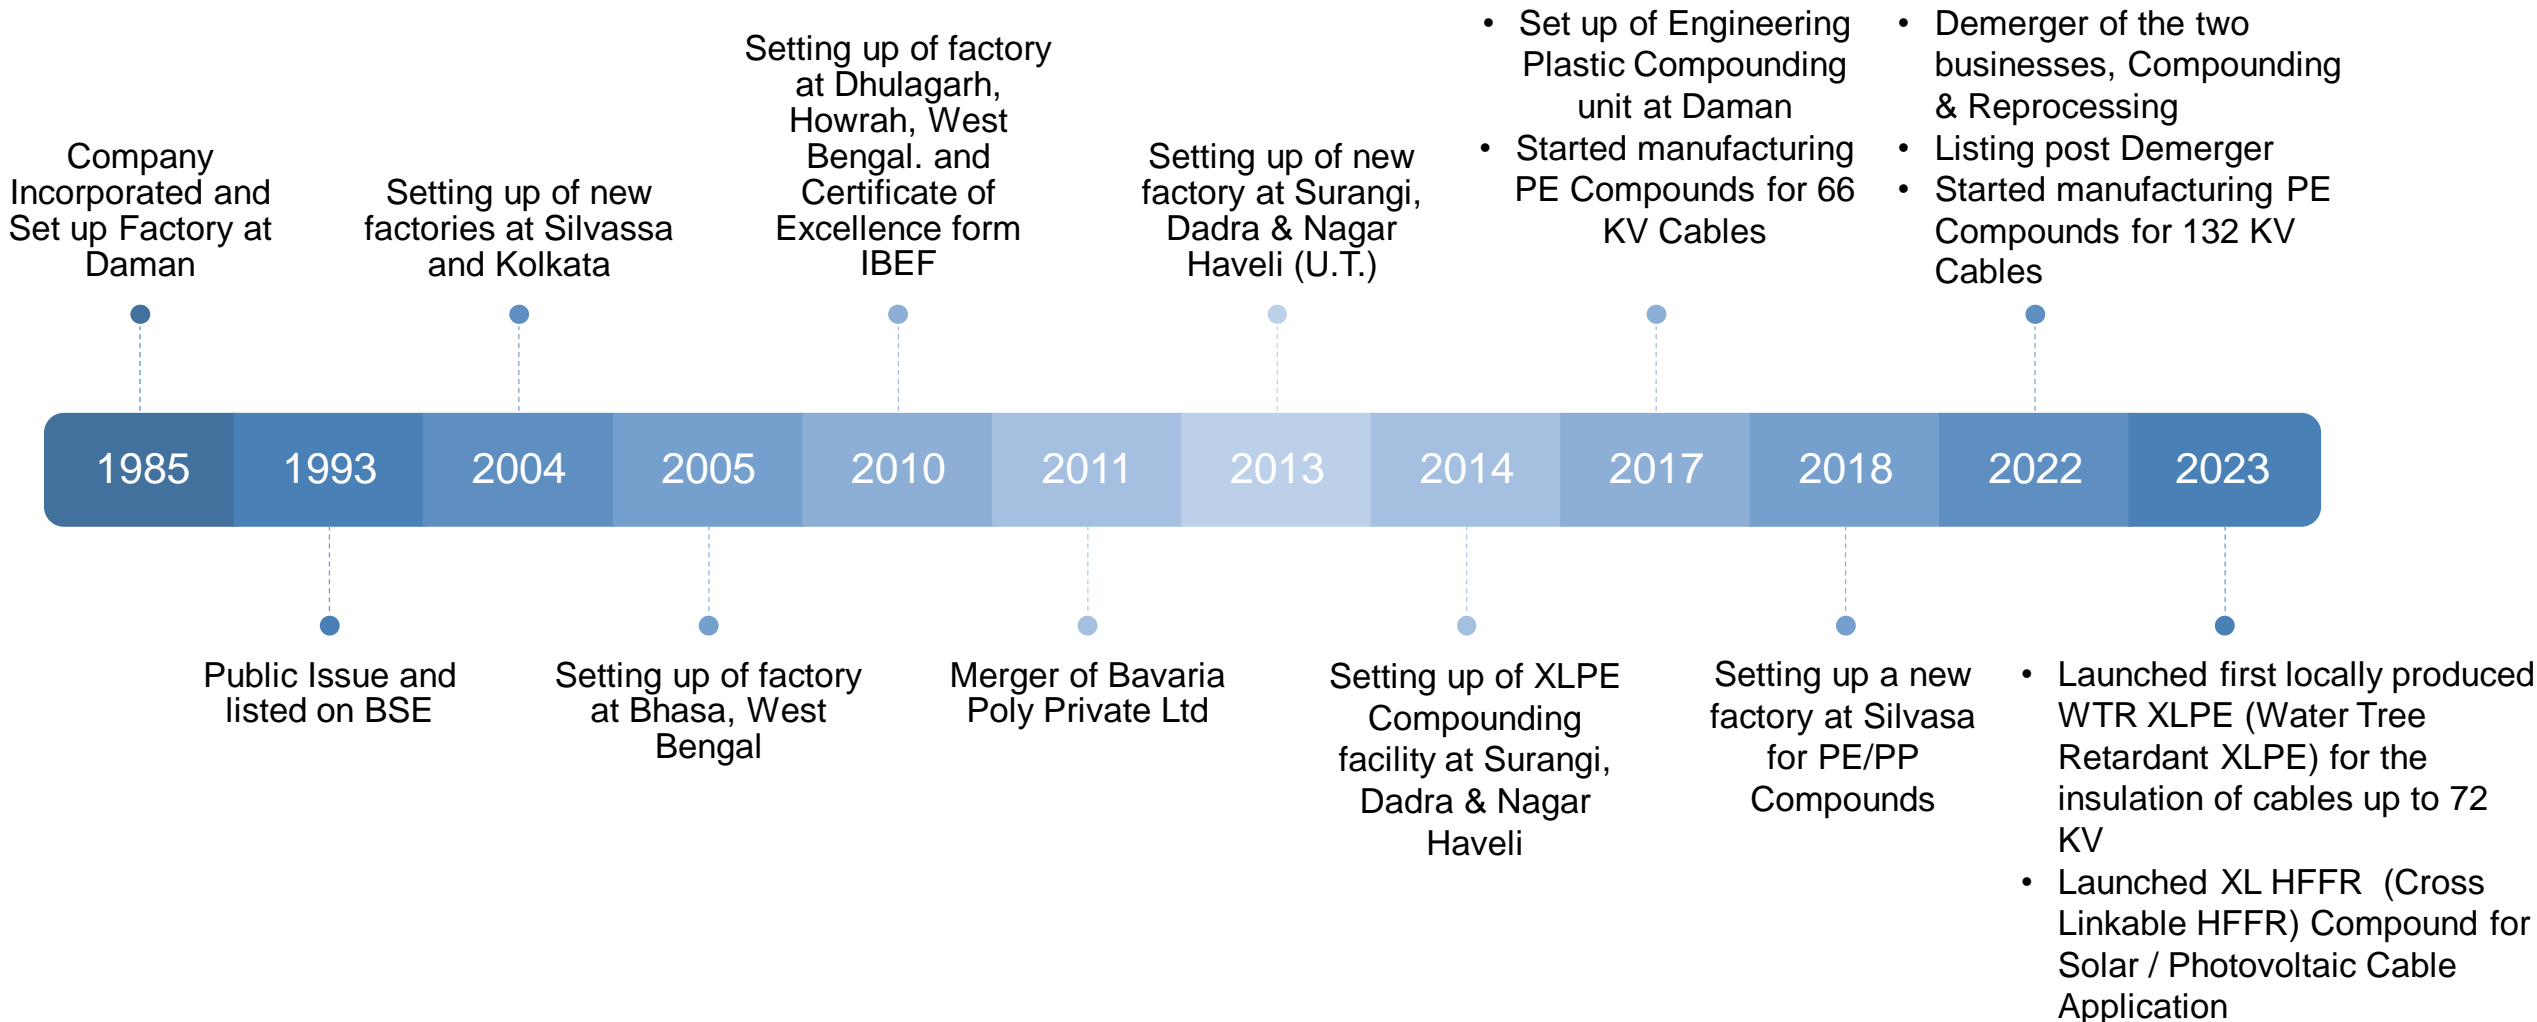 Company
Incorporated and
Set up Factory at
Daman
Setting up of new
factories at Silvassa
and Kolkata
Setting up of factory
at Dhulagarh,
Howrah, West
Bengal. and
Certificate of
Excellence form
IBEF
Setting up of new
factory at Surangi,
Dadra & Nagar
Haveli (U.T.)
• Set up of Engineering
Plastic Compounding
unit at Daman
• Started manufacturing
PE Compounds for 66
KV Cables
• Demerger of the two
businesses, Compounding
& Reprocessing
• Listing post Demerger
• Started manufacturing PE
Compounds for 132 KV
Cables
1985 1993 2004 2005 2010 2011 2013 2014 2017 2018 2022 2023
Public Issue and
listed on BSE
Setting up of factory
at Bhasa, West
Bengal
Merger of Bavaria
Poly Private Ltd
Setting up of XLPE
Compounding
facility at Surangi,
Dadra & Nagar
Haveli
Setting up a new
factory at Silvasa
for PE/PP
Compounds
• Launched first locally produced
WTR XLPE (Water Tree
Retardant XLPE) for the
insulation of cables up to 72
KV
• Launched XL HFFR (Cross
Linkable HFFR) Compound for
Solar / Photovoltaic Cable
Application